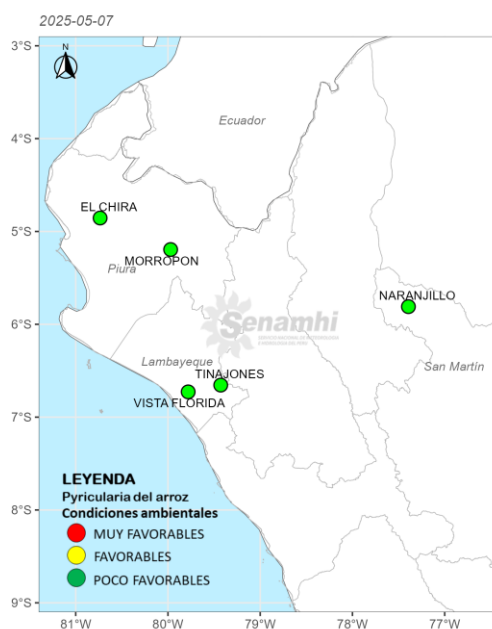 2025-05-07
3°S
N
Ecuador
4°S
EL CHIRA
5°S
MORROPON
Piura
NARANJILLO
6°S
Senamhi
Lambayeque
San Martín
TINAJONES
VISTA FLORIDA
7°S
LEYENDA
Pyricularia del arroz
Condiciones ambientales
8°S
MUY FAVORABLES
FAVORABLES
POCO FAVORABLES
9°S
81°W 80°W 79°W 78°W 77°W